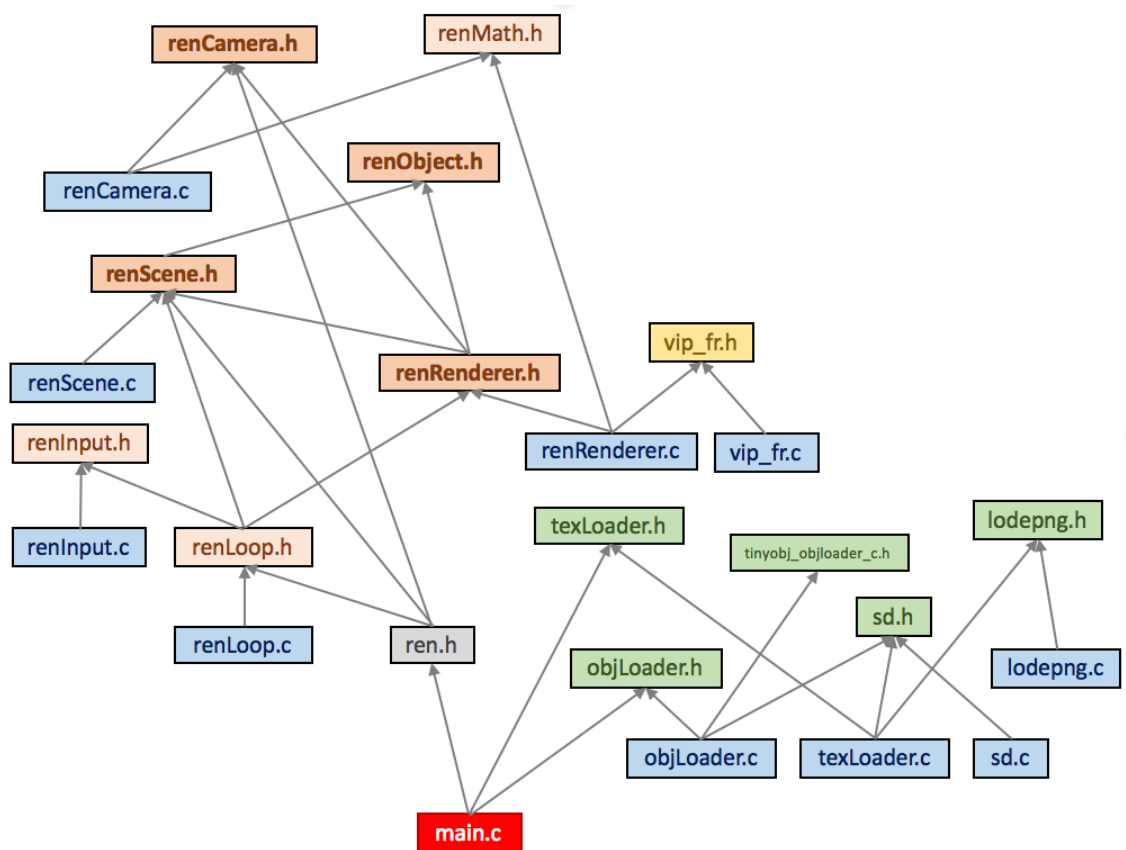 renCamera.h
renMath.h
renObject.h
renCamera.c
renScene.h
vip_fr.h
renScene.c
renRenderer.h
renInput.h
renRenderer.c
vip_fr.c
renInput.c
renLoop.h
texLoader.h
tinyobj_objloader_c.h
lodepng.h
sd.h
renLoop.c
ren.h
objLoader.h
lodepng.c
objLoader.c
texLoader.c
sd.c
main.c